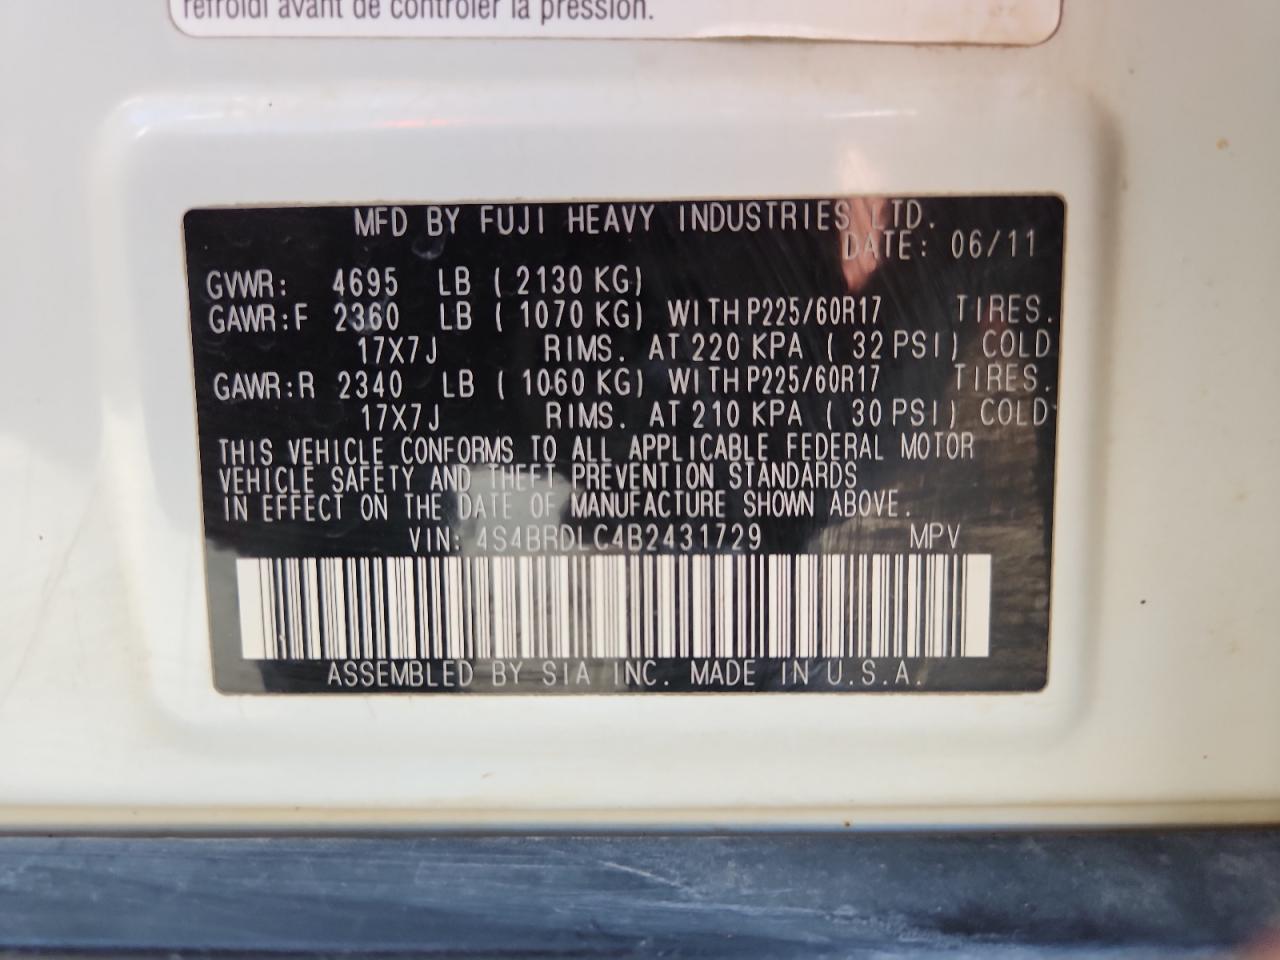 refroidi avant de contrôler la pression.
MFD BY FUJI HEAVY INDUSTRIES LTD.
DATE: 06/11
GVWR: 4695 LB ( 2130 KG)
GAWR:F 2360 LB ( 1070 KG) WITH P225/60R17 TIRES.
17X7J RIMS. AT 220 KPA ( 32 PSI) COLD
GAWR:R 2340 LB ( 1060 KG) WITH P225/60R17 TIRES.
17X7J RIMS. AT 210 KPA ( 30 PSI) COLD
THIS VEHICLE CONFORMS TO ALL APPLICABLE FEDERAL MOTOR
VEHICLE SAFETY AND THEFT PREVENTION STANDARDS
IN EFFECT ON THE DATE OF MANUFACTURE SHOWN ABOVE.
VIN: 4S4BRDLC4B2431729 MPV
ASSEMBLED BY SIA INC. MADE IN U.S.A.